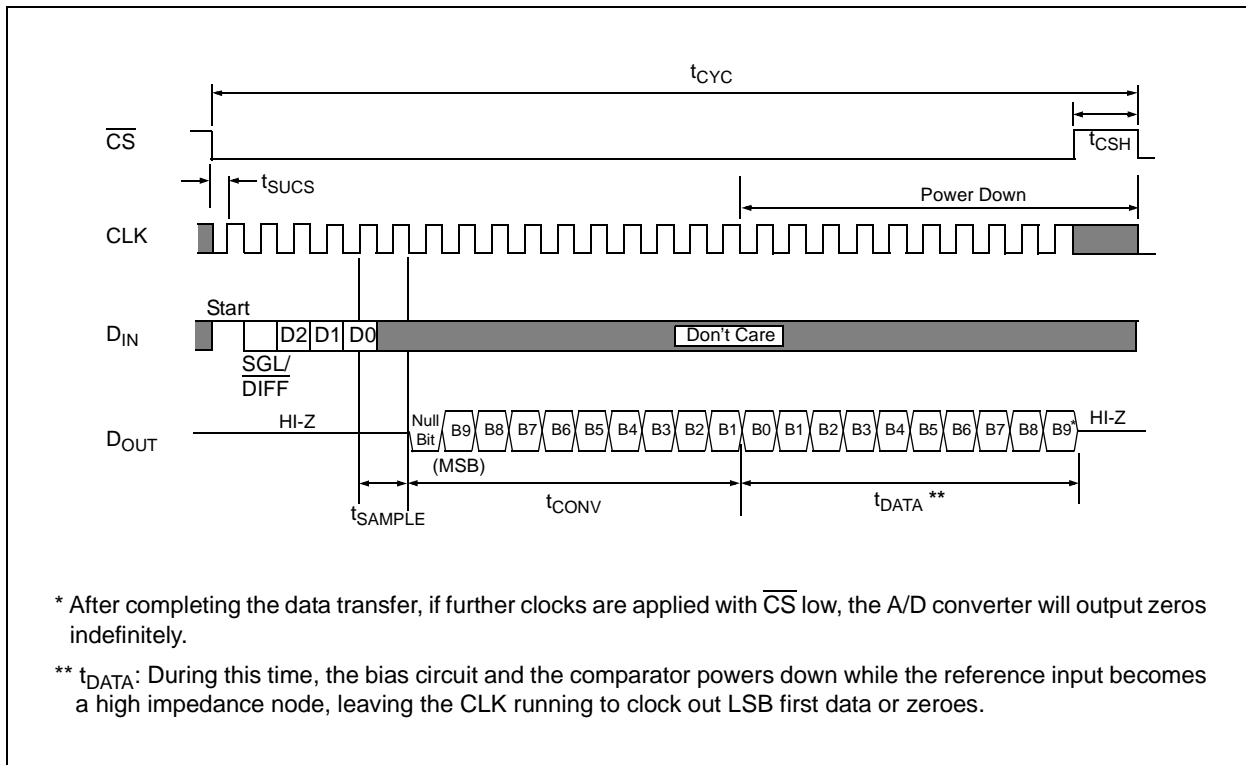 tCYC
CS
tCSH
tSUCS
Power Down
CLK
Start
DIN
D2 D1 D0
Don't Care
SGL/
DIFF
HI-Z
Null
Bit
B9 B8 B7 B6 B5 B4 B3 B2 B1 B0 B1 B2 B3 B4 B5 B6 B7 B8 B9*
HI-Z
DOUT
(MSB)
tSAMPLE
tCONV
tDATA **
* After completing the data transfer, if further clocks are applied with CS low, the A/D converter will output zeros
indefinitely.
** tDATA: During this time, the bias circuit and the comparator powers down while the reference input becomes
a high impedance node, leaving the CLK running to clock out LSB first data or zeroes.